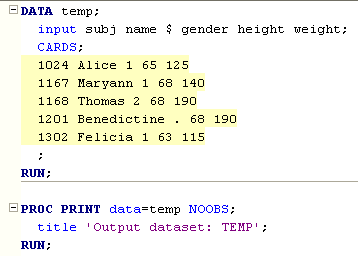 DATA temp;
input subj name $ gender height weight;
CARDS;
1024 Alice 1 65 125
1167 Maryann 1 68 140
1168 Thomas 2 68 190
1201 Benedictine . 68 190
1302 Felicia 1 63 115
;
RUN;
PROC PRINT data=temp NOOBS;
title 'Output dataset: TEMP';
RUN;